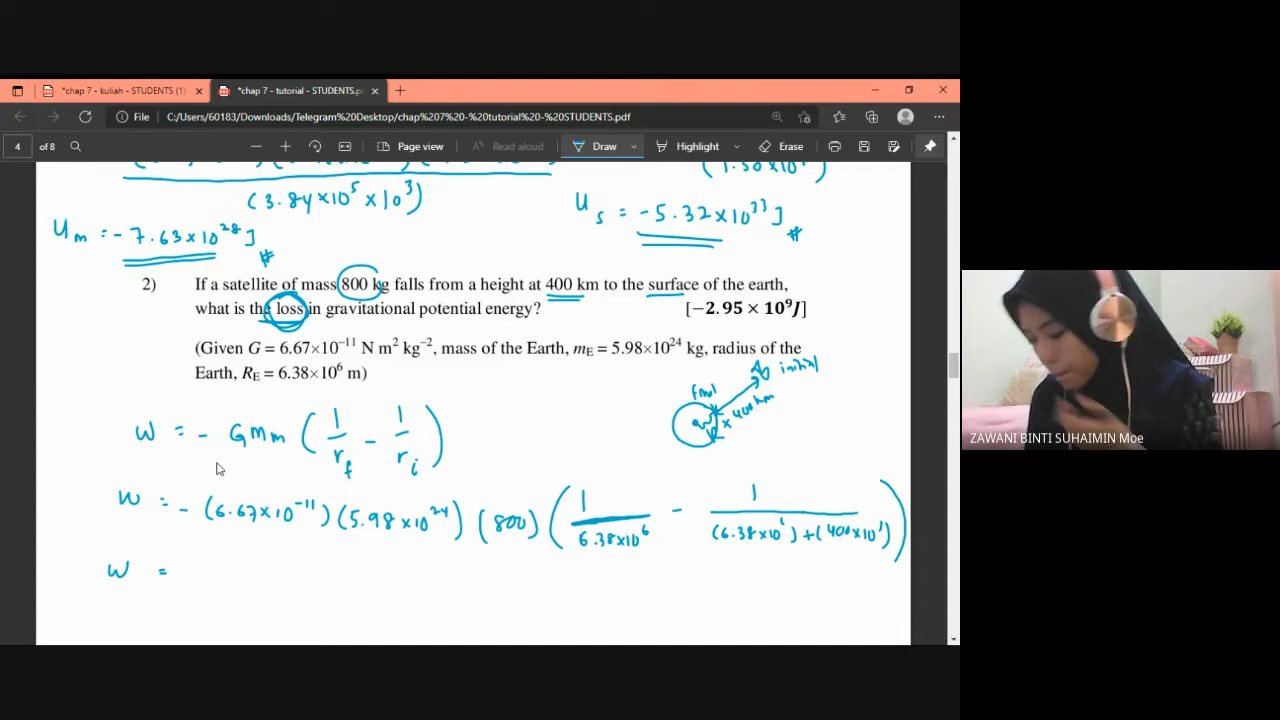 *chap 7 - kuliah - STUDENTS (1)
*chap 7 - tutorial - STUDENTS.p
File
C:/Users/60183/Downloads/Telegram%20Desktop/chap%207%20-%20tutorial%20-%20STUDENTS.pdf
4 of 8
Page view
Read aloud
Draw
Highlight
Erase
(3.84×10⁵ ×10³)
U_m = -7.63×10²⁸ J #
U_s = -5.32×10³³ J #
2) If a satellite of mass 800 kg falls from a height at 400 km to the surface of the earth,
what is the loss in gravitational potential energy? [−2.95 × 10⁹J]
(Given G = 6.67×10⁻¹¹ N m² kg⁻², mass of the Earth, mE = 5.98×10²⁴ kg, radius of the
Earth, RE = 6.38×10⁶ m)
initial
final
400 km
W = - GMm (1/r_f - 1/r_i)
W = - (6.67×10⁻¹¹)(5.98×10²⁴)(800)(1/6.38×10⁶ - 1/(6.38×10⁶)+(400×10³))
W =
ZAWANI BINTI SUHAIMIN Moe